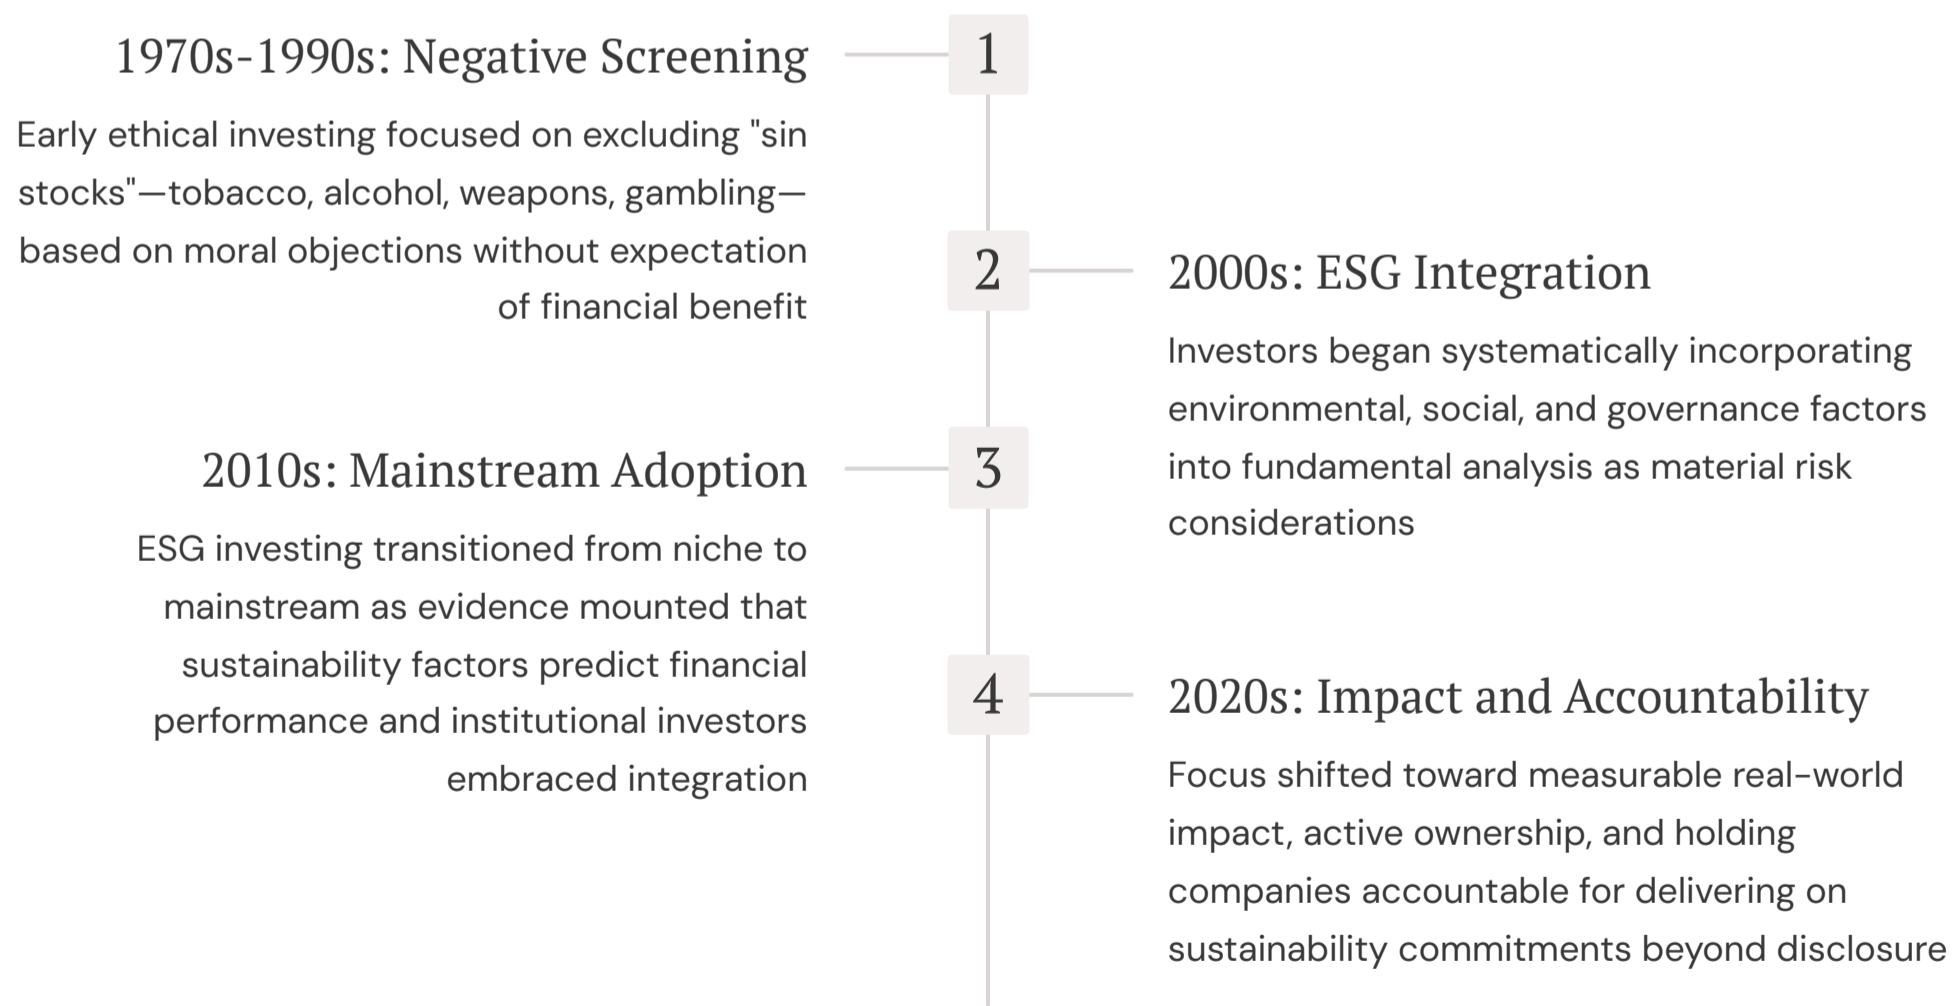 1970s-1990s: Negative Screening
1
Early ethical investing focused on excluding "sin
stocks"—tobacco, alcohol, weapons, gambling—
based on moral objections without expectation
of financial benefit
2
2000s: ESG Integration
Investors began systematically incorporating
environmental, social, and governance factors
into fundamental analysis as material risk
considerations
2010s: Mainstream Adoption
3
ESG investing transitioned from niche to
mainstream as evidence mounted that
sustainability factors predict financial
performance and institutional investors
embraced integration
4
2020s: Impact and Accountability
Focus shifted toward measurable real-world
impact, active ownership, and holding
companies accountable for delivering on
sustainability commitments beyond disclosure